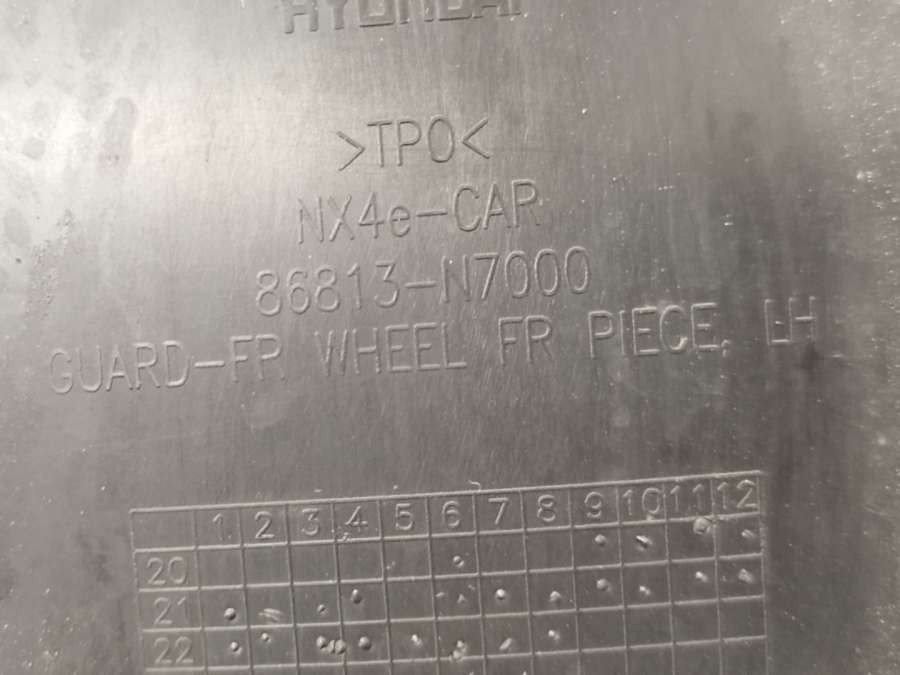 HYUNDAI
>TPO<
NX4e-CAR
86813-N7000
GUARD-FR WHEEL FR PIECE, LH
1 2 3 4 5 6 7 8 9 10 11 12
20
21
22